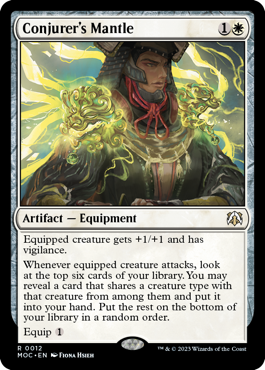 Conjurer's Mantle 1
Artifact — Equipment
Equipped creature gets +1/+1 and has
vigilance.
Whenever equipped creature attacks, look
at the top six cards of your library. You may
reveal a card that shares a creature type with
that creature from among them and put it
into your hand. Put the rest on the bottom of
your library in a random order.
Equip 1
R 0012
MOC • EN Fiona Hsieh
™ & © 2023 Wizards of the Coast